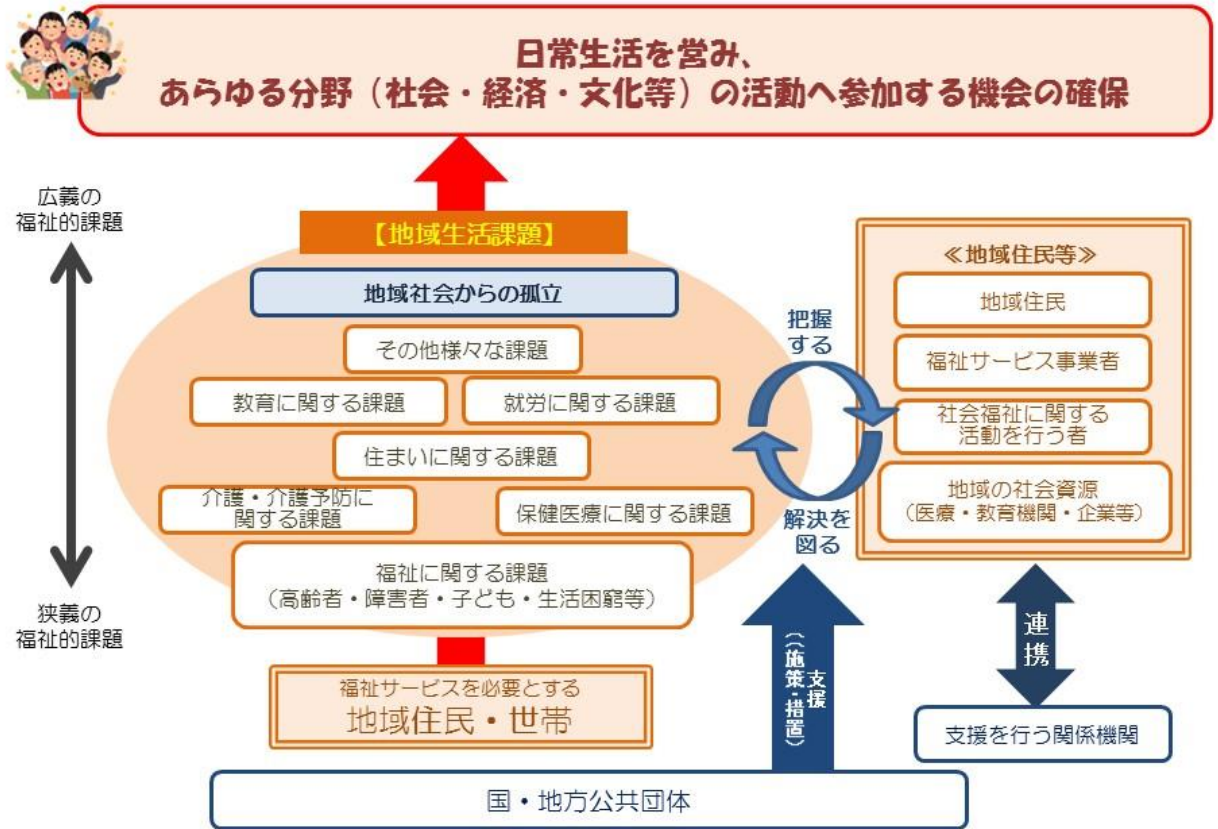 日常生活を営み、
あらゆる分野（社会・経済・文化等）の活動へ参加する機会の確保
広義の
福祉的課題
【地域生活課題】
地域社会からの孤立
その他様々な課題
教育に関する課題
就労に関する課題
住まいに関する課題
介護・介護予防に
関する課題
保健医療に関する課題
福祉に関する課題
（高齢者・障害者・子ども・生活困窮等）
狭義の
福祉的課題
福祉サービスを必要とする
地域住民・世帯
把握
する
解決を
図る
≪地域住民等≫
地域住民
福祉サービス事業者
社会福祉に関する
活動を行う者
地域の社会資源
（医療・教育機関・企業等）
支援
（（施策・措置）
連携
支援を行う関係機関
国・地方公共団体